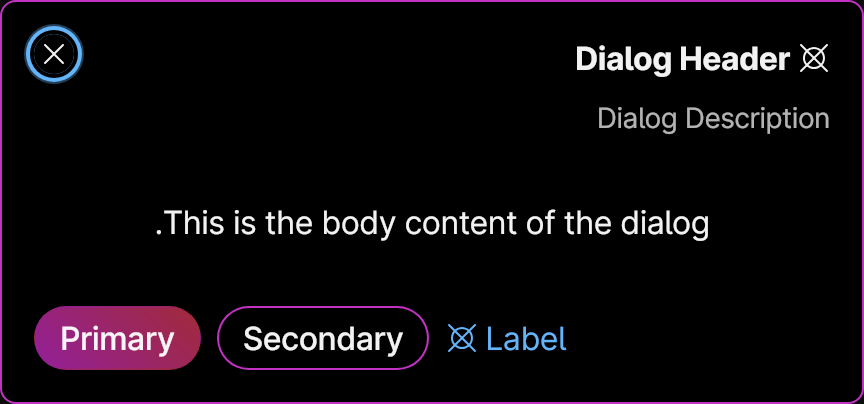 Dialog Header
Dialog Description
.This is the body content of the dialog
Primary
Secondary
Label